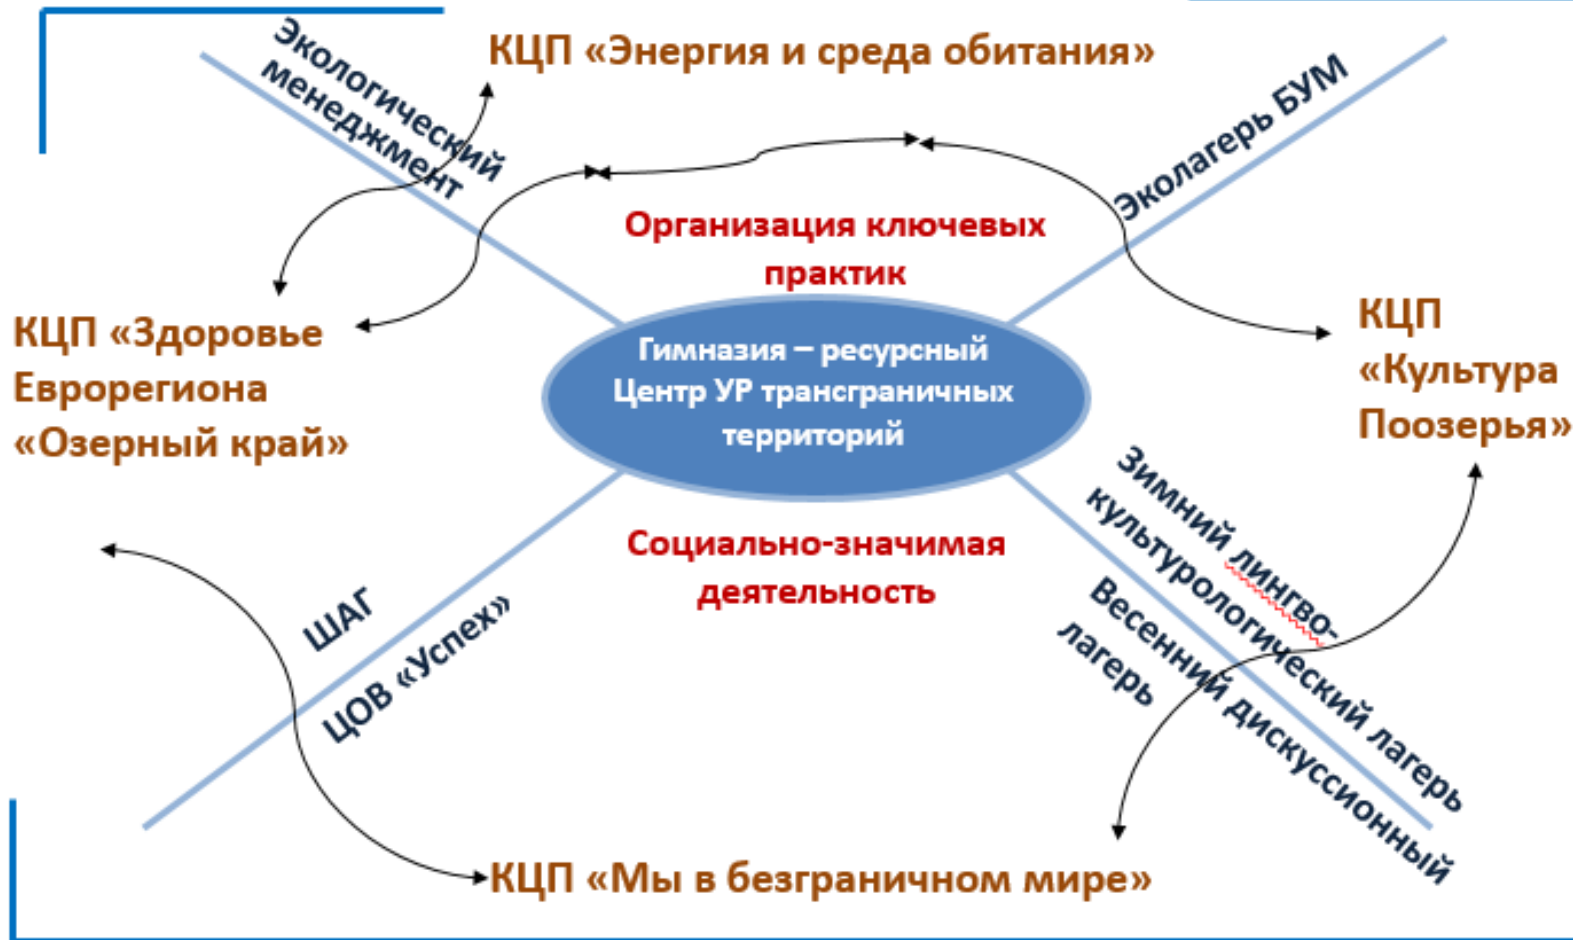 Экологический
менеджмент
КЦП «Энергия и среда обитания»
Эколагерь БУМ
Организация ключевых
практик
КЦП «Здоровье
Еврорегиона
«Озерный край»
Гимназия – ресурсный
Центр УР трансграничных
территорий
КЦП
«Культура
Поозерья»
Социально-значимая
деятельность
ШАГ
ЦОВ «Успех»
Зимний лингво-
культурологический лагерь
Весенний дискуссионный
лагерь
КЦП «Мы в безграничном мире»